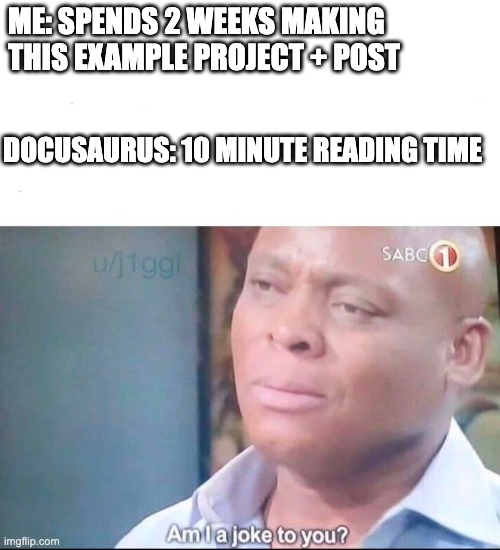 ME: SPENDS 2 WEEKS MAKING
THIS EXAMPLE PROJECT + POST
DOCUSAURUS: 10 MINUTE READING TIME
u/j1ggl
SABC 1
Am I a joke to you?
imgflip.com